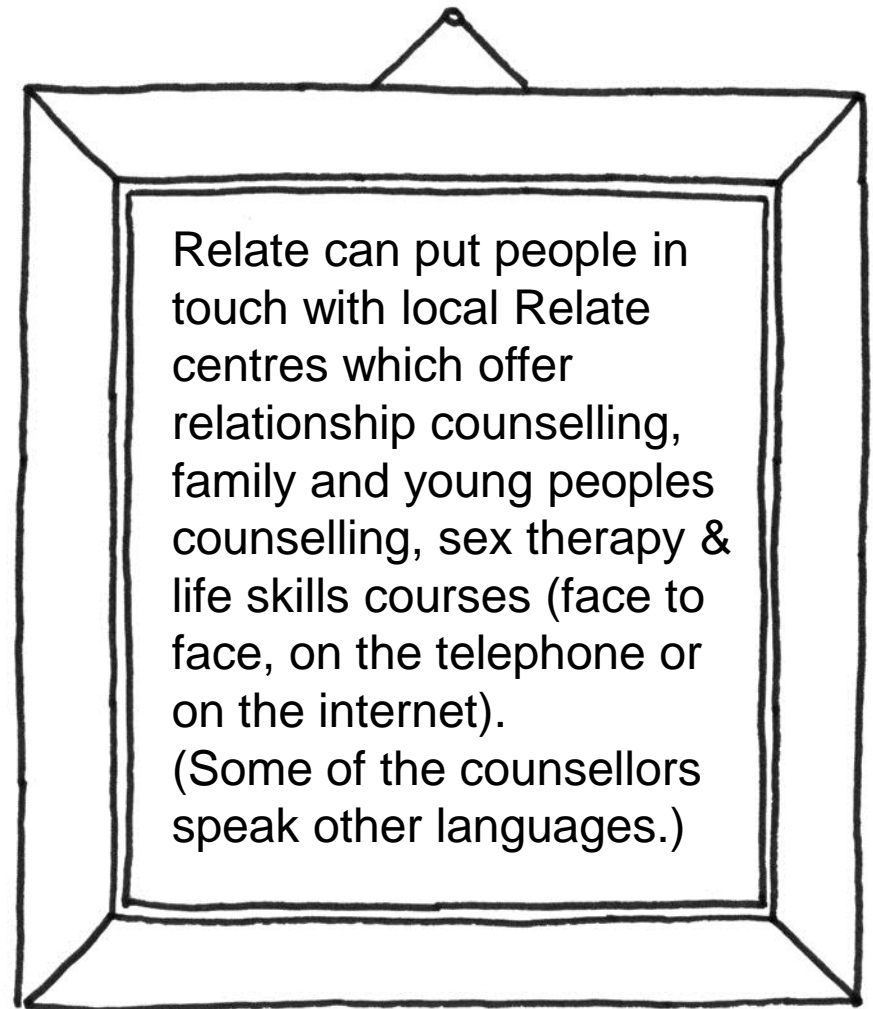 Relate can put people in
touch with local Relate
centres which offer
relationship counselling,
family and young peoples
counselling, sex therapy &
life skills courses (face to
face, on the telephone or
on the internet).
(Some of the counsellors
speak other languages.)